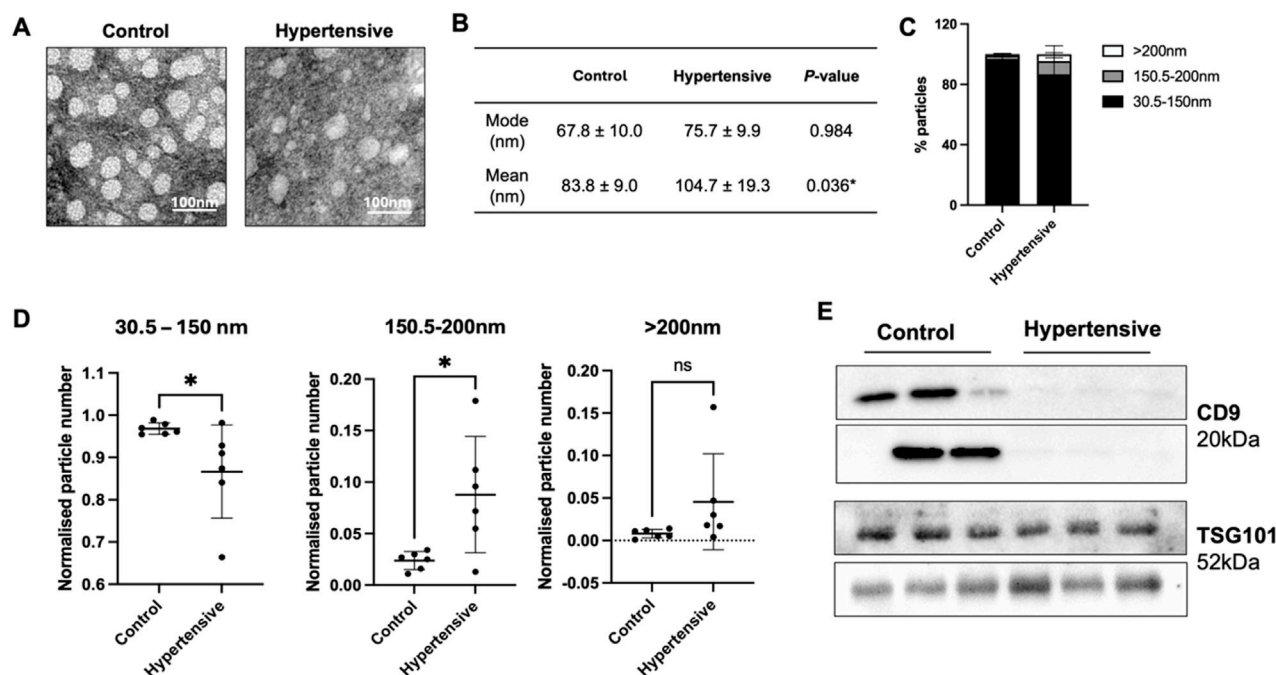 A
Control
Hypertensive
100nm
100nm
B
Control Hypertensive P-value
Mode
(nm)
67.8 ± 10.0 75.7 ± 9.9 0.984
Mean
(nm)
83.8 ± 9.0 104.7 ± 19.3 0.036*
C
% particles
120
80
40
0
Control
Hypertensive
>200nm
150.5-200nm
30.5-150nm
D
30.5 – 150 nm
Normalised particle number
1.1
1.0
0.9
0.8
0.7
0.6
*
Control
Hypertensive
150.5-200nm
Normalised particle number
0.20
0.15
0.10
0.05
0.00
*
Control
Hypertensive
>200nm
Normalised particle number
0.20
0.15
0.10
0.05
0.00
-0.05
ns
Control
Hypertensive
E
Control
Hypertensive
CD9
20kDa
TSG101
52kDa